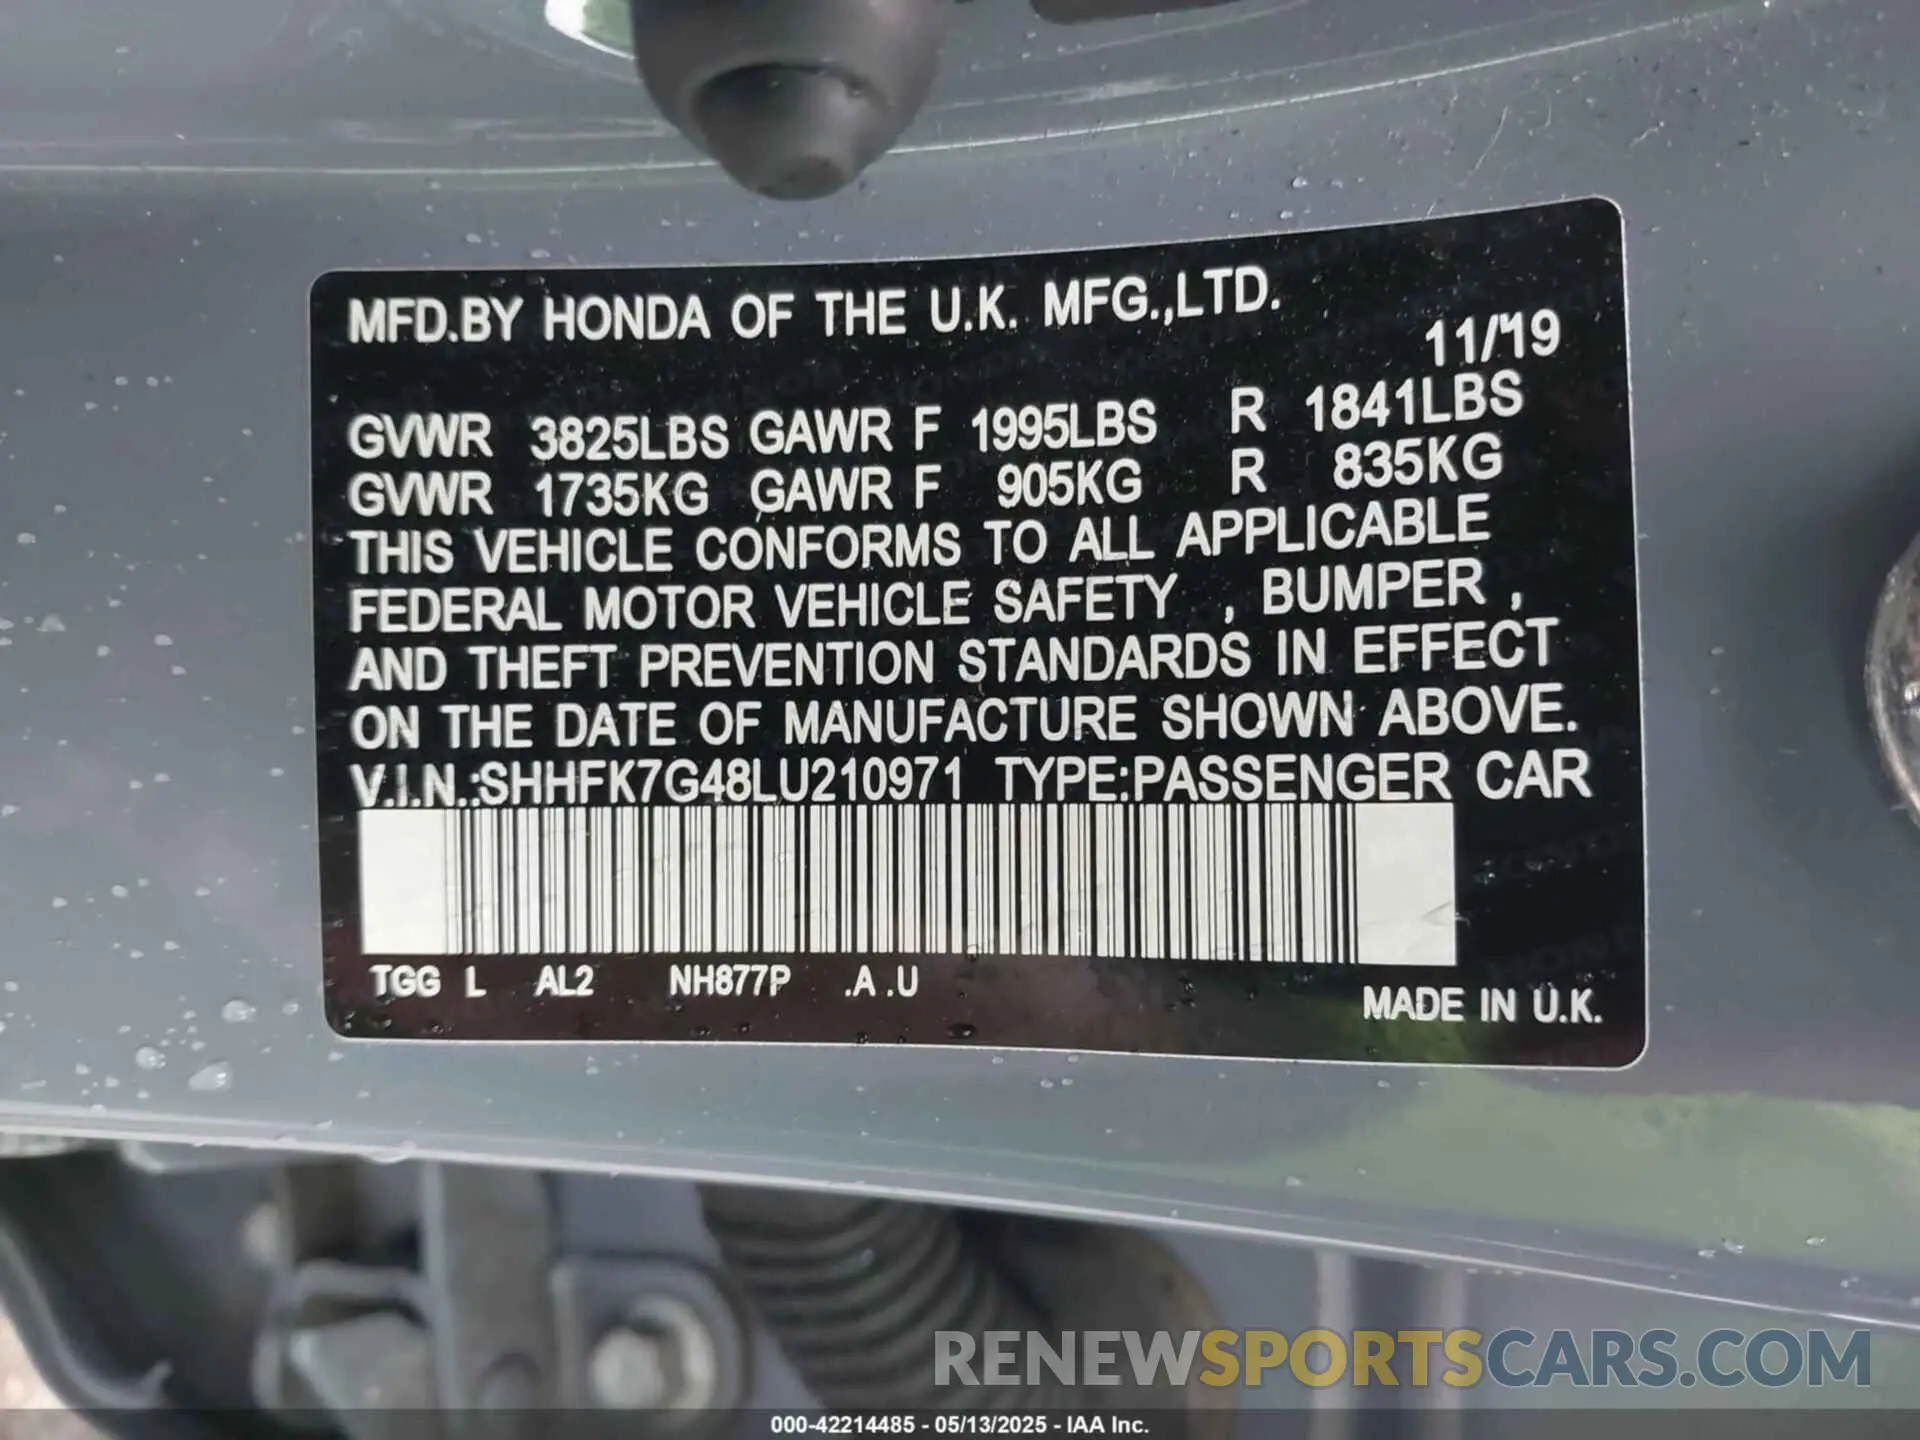 MFD.BY HONDA OF THE U.K. MFG.,LTD.
11/'19
GVWR 3825LBS GAWR F 1995LBS R 1841LBS
GVWR 1735KG GAWR F 905KG R 835KG
THIS VEHICLE CONFORMS TO ALL APPLICABLE
FEDERAL MOTOR VEHICLE SAFETY , BUMPER ,
AND THEFT PREVENTION STANDARDS IN EFFECT
ON THE DATE OF MANUFACTURE SHOWN ABOVE.
V.I.N.:SHHFK7G48LU210971 TYPE:PASSENGER CAR
TGG L AL2 NH877P .A .U
MADE IN U.K.
RENEWSPORTSCARS.COM
000-42214485 - 05/13/2025 - IAA Inc.